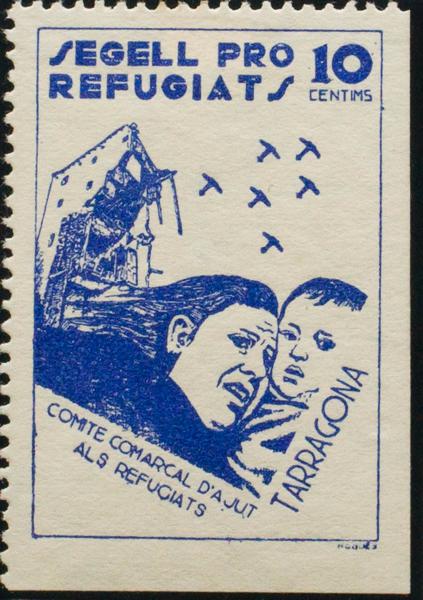 SEGELL PRO
REFUGIATS
10
CENTIMS
COMITE COMARCAL D'AJUT
ALS REFUGIATS
TARRAGONA